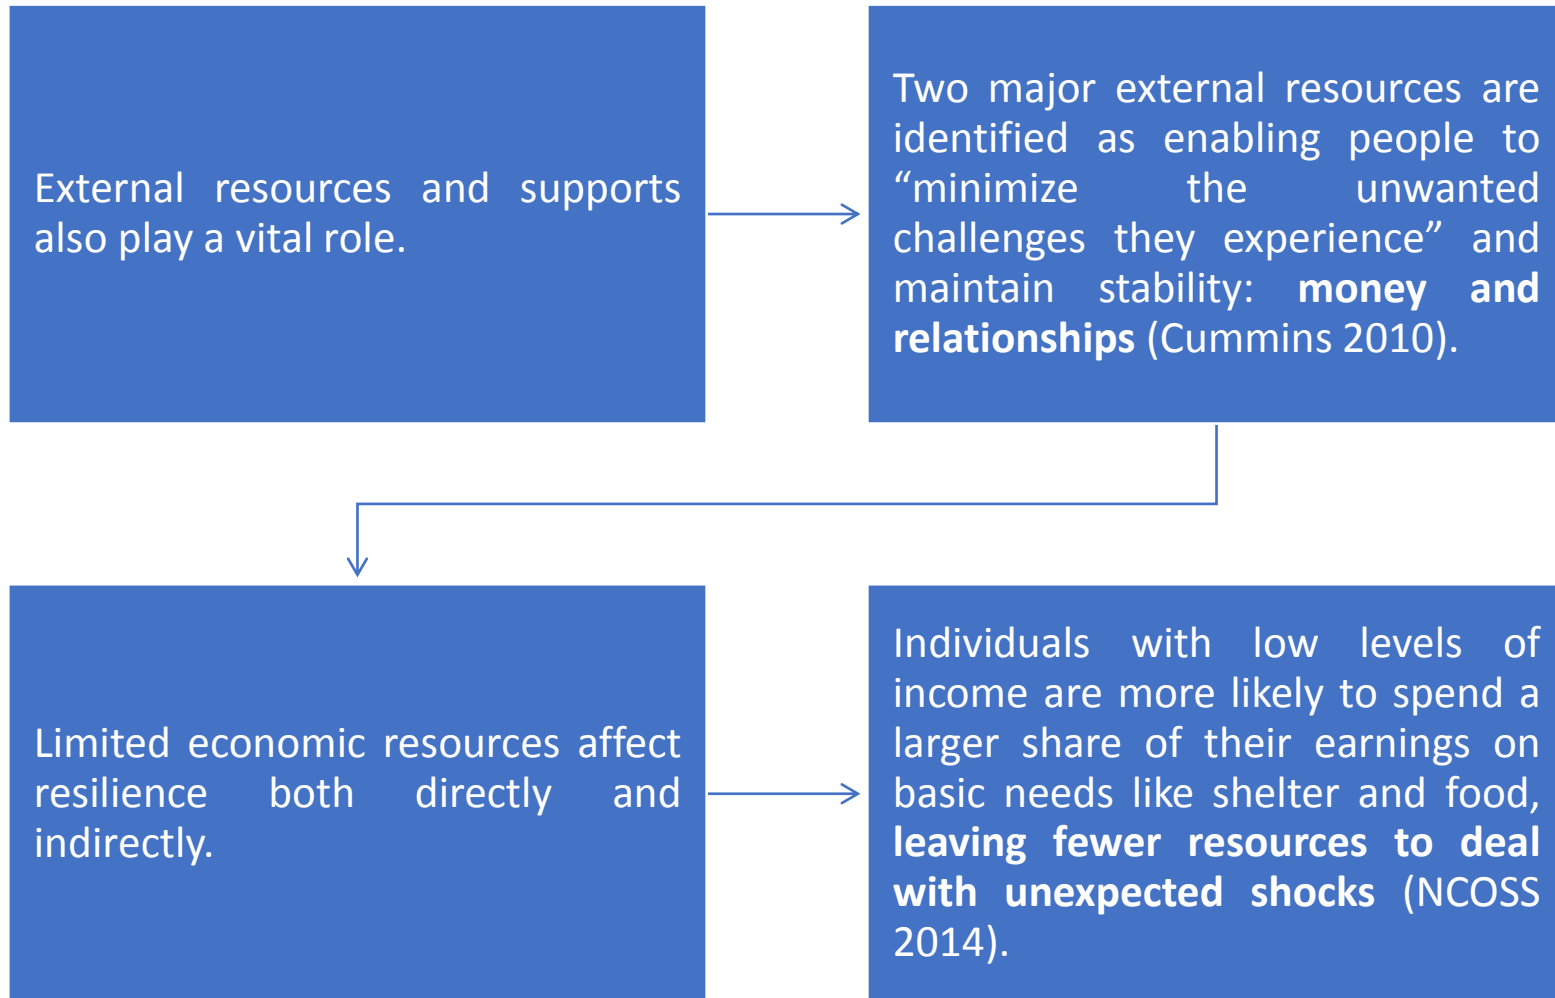 External resources and supports
also play a vital role.
Two major external resources are
identified as enabling people to
“minimize the unwanted
challenges they experience” and
maintain stability: money and
relationships (Cummins 2010).
Limited economic resources affect
resilience both directly and
indirectly.
Individuals with low levels of
income are more likely to spend a
larger share of their earnings on
basic needs like shelter and food,
leaving fewer resources to deal
with unexpected shocks (NCOSS
2014).